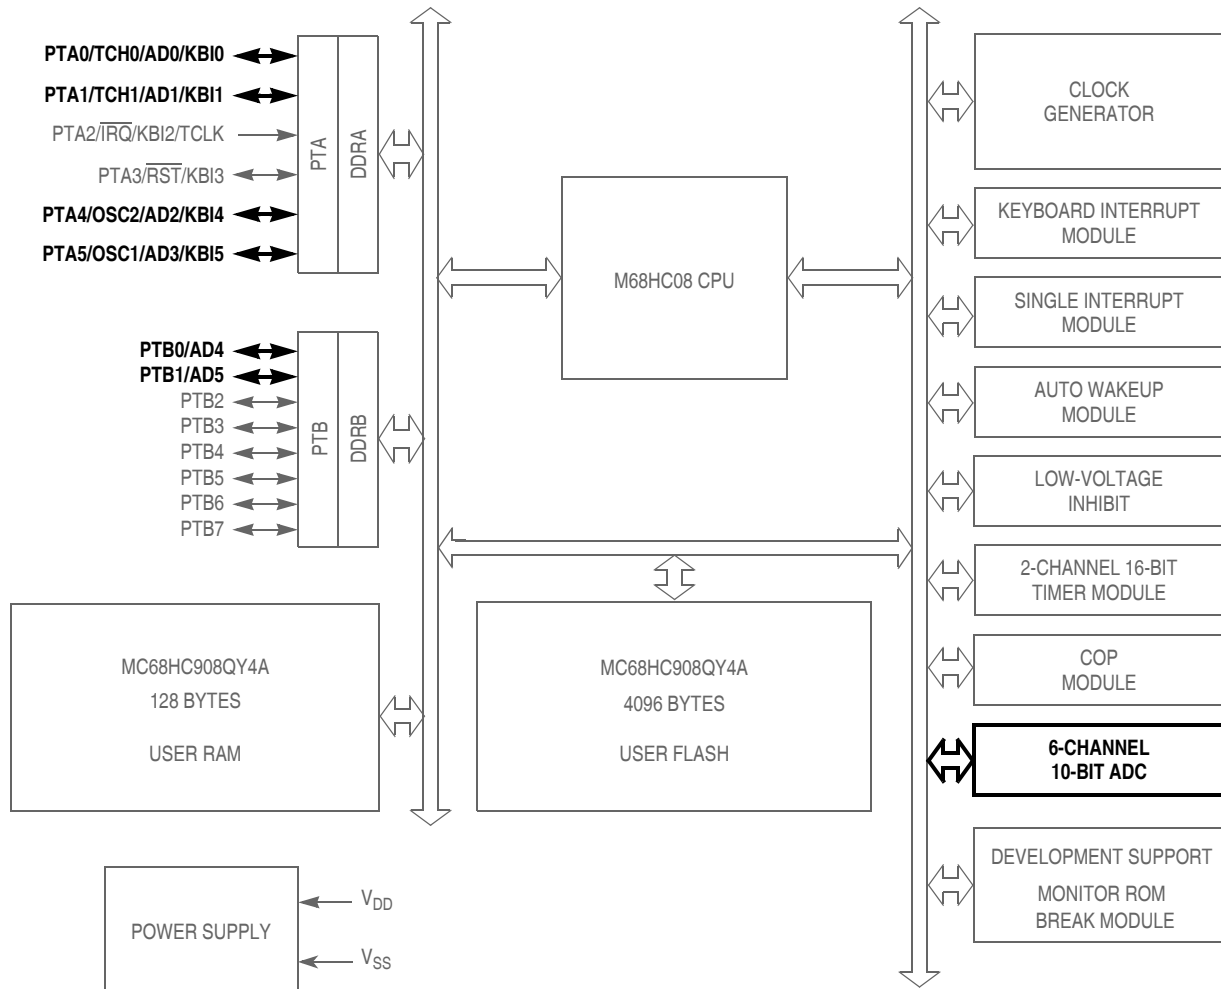 PTA0/TCH0/AD0/KBI0
PTA1/TCH1/AD1/KBI1
PTA2/IRQ/KBI2/TCLK
PTA3/RST/KBI3
PTA4/OSC2/AD2/KBI4
PTA5/OSC1/AD3/KBI5
PTA
DDRA
PTB0/AD4
PTB1/AD5
PTB2
PTB3
PTB4
PTB5
PTB6
PTB7
PTB
DDRB
M68HC08 CPU
MC68HC908QY4A
128 BYTES
USER RAM
MC68HC908QY4A
4096 BYTES
USER FLASH
POWER SUPPLY
VDD
VSS
CLOCK
GENERATOR
KEYBOARD INTERRUPT
MODULE
SINGLE INTERRUPT
MODULE
AUTO WAKEUP
MODULE
LOW-VOLTAGE
INHIBIT
2-CHANNEL 16-BIT
TIMER MODULE
COP
MODULE
6-CHANNEL
10-BIT ADC
DEVELOPMENT SUPPORT
MONITOR ROM
BREAK MODULE